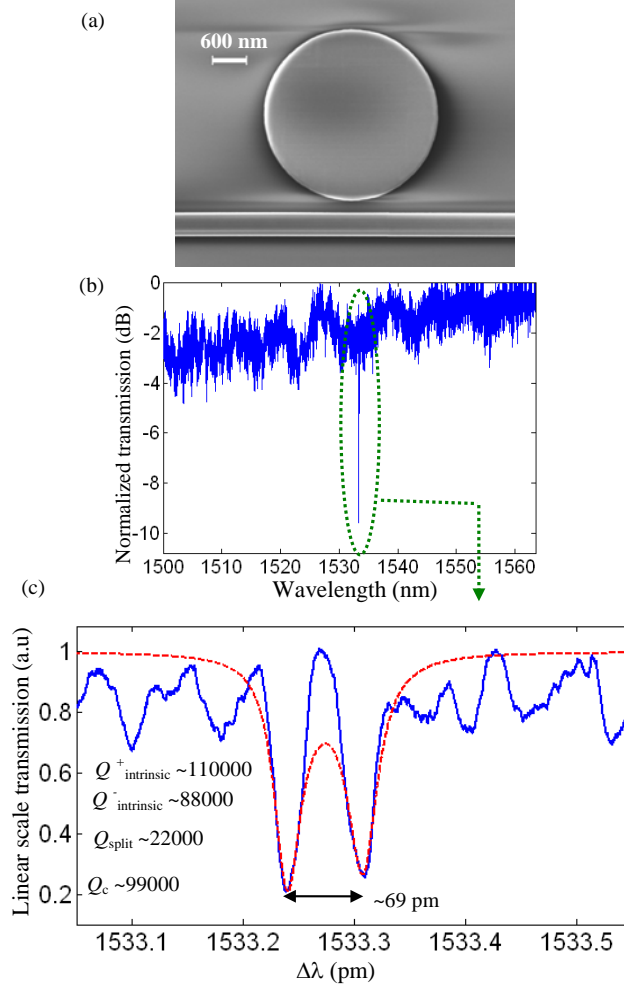 (a)
600 nm
(b)
Normalized transmission (dB)
0
-2
-4
-6
-8
-10
1500 1510 1520 1530 1540 1550 1560
Wavelength (nm)
(c)
Linear scale transmission (a.u)
1
0.8
0.6
0.4
0.2
Q⁺intrinsic ~110000
Q⁻intrinsic ~88000
Qsplit ~22000
Qc ~99000
~69 pm
1533.1 1533.2 1533.3 1533.4 1533.5
Δλ (pm)